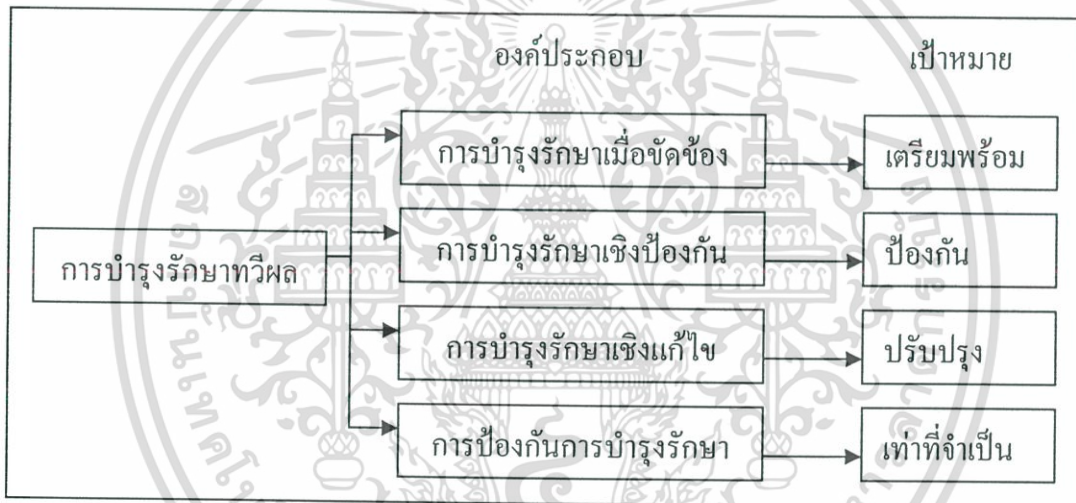 องค์ประกอบ เป้าหมาย
การบำรุงรักษาเมื่อขัดข้อง เตรียมพร้อม
การบำรุงรักษาเชิงป้องกัน ป้องกัน
การบำรุงรักษาทวีผล
การบำรุงรักษาเชิงแก้ไข ปรับปรุง
การป้องกันการบำรุงรักษา เท่าที่จำเป็น